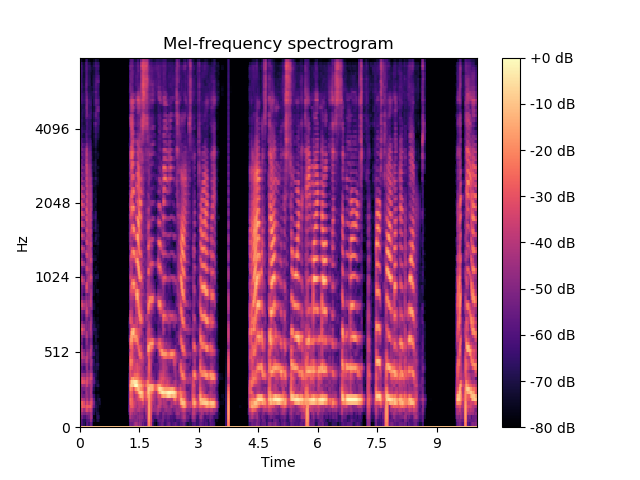 Mel-frequency spectrogram
+0 dB
-10 dB
4096
-20 dB
2048
-30 dB
Hz
-40 dB
1024
-50 dB
-60 dB
512
-70 dB
0
-80 dB
0 1.5 3 4.5 6 7.5 9
Time